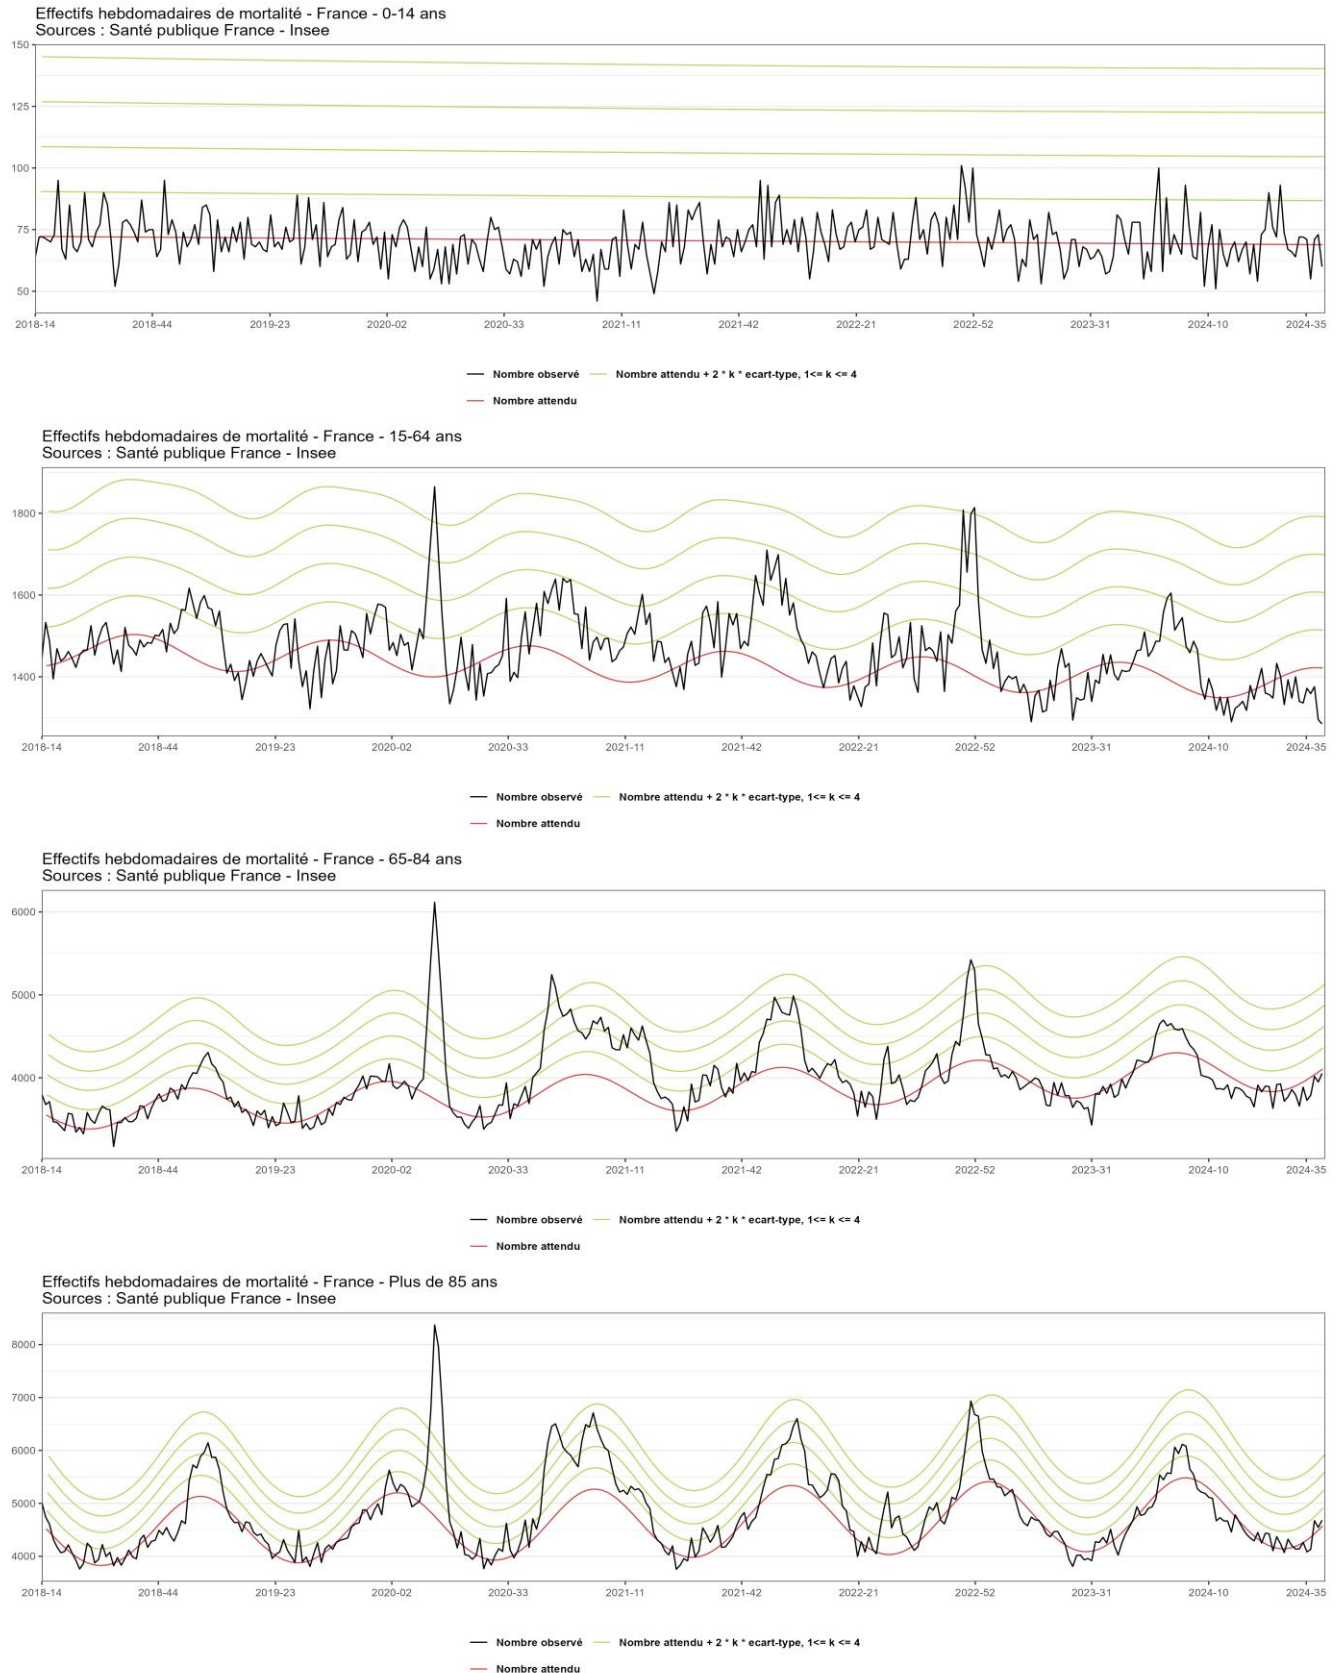 Effectifs hebdomadaires de mortalité - France - 0-14 ans
Sources : Santé publique France - Insee
150
125
100
75
50
2018-14 2018-44 2019-23 2020-02 2020-33 2021-11 2021-42 2022-21 2022-52 2023-31 2024-10 2024-35
Nombre observé Nombre attendu + 2 * k * ecart-type, 1<= k <= 4
Nombre attendu
Effectifs hebdomadaires de mortalité - France - 15-64 ans
Sources : Santé publique France - Insee
1800
1600
1400
2018-14 2018-44 2019-23 2020-02 2020-33 2021-11 2021-42 2022-21 2022-52 2023-31 2024-10 2024-35
Nombre observé Nombre attendu + 2 * k * ecart-type, 1<= k <= 4
Nombre attendu
Effectifs hebdomadaires de mortalité - France - 65-84 ans
Sources : Santé publique France - Insee
6000
5000
4000
2018-14 2018-44 2019-23 2020-02 2020-33 2021-11 2021-42 2022-21 2022-52 2023-31 2024-10 2024-35
Nombre observé Nombre attendu + 2 * k * ecart-type, 1<= k <= 4
Nombre attendu
Effectifs hebdomadaires de mortalité - France - Plus de 85 ans
Sources : Santé publique France - Insee
8000
7000
6000
5000
4000
2018-14 2018-44 2019-23 2020-02 2020-33 2021-11 2021-42 2022-21 2022-52 2023-31 2024-10 2024-35
Nombre observé Nombre attendu + 2 * k * ecart-type, 1<= k <= 4
Nombre attendu